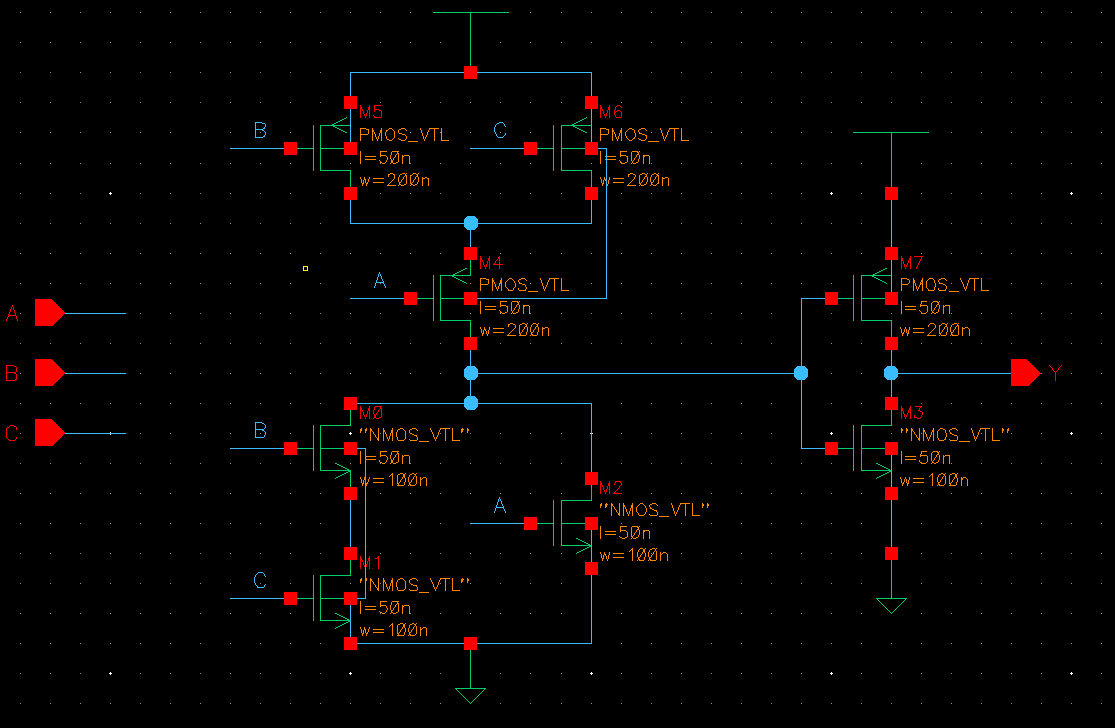 M5
B
PMOS_VTL
l=50n
w=200n
M6
C
PMOS_VTL
l=50n
w=200n
M4
A
PMOS_VTL
l=50n
w=200n
M7
PMOS_VTL
l=50n
w=200n
A
B
C
Y
M0
B
"NMOS_VTL"
l=50n
w=100n
M3
"NMOS_VTL"
l=50n
w=100n
M2
A
"NMOS_VTL"
l=50n
w=100n
M1
C
"NMOS_VTL"
l=50n
w=100n